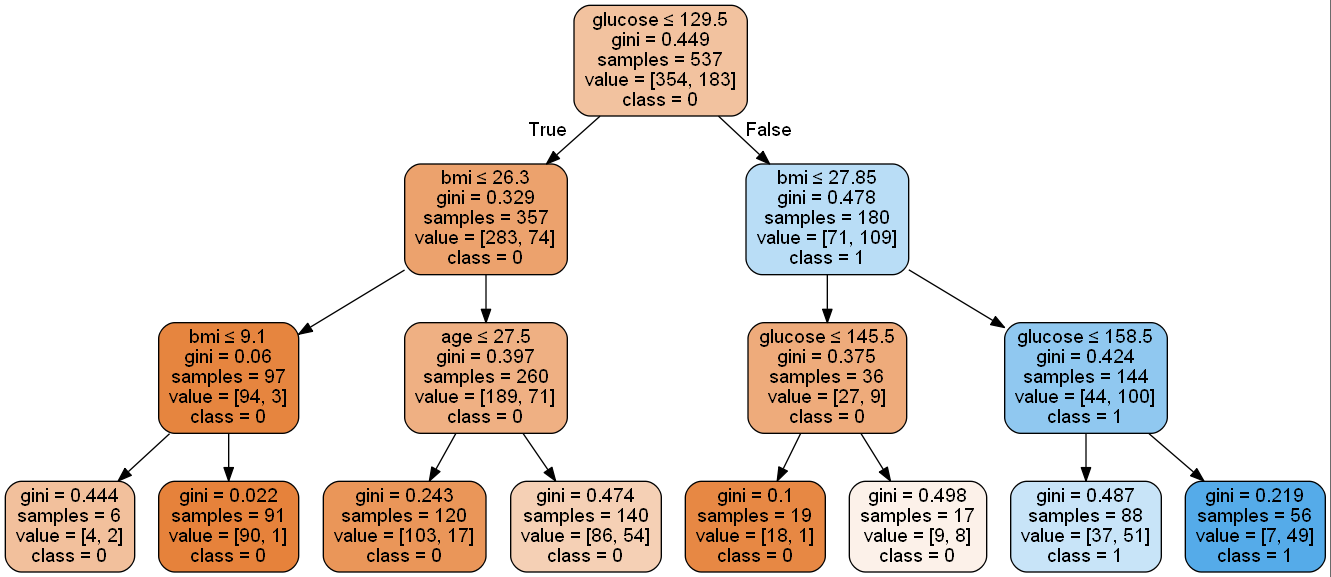 glucose ≤ 129.5
gini = 0.449
samples = 537
value = [354, 183]
class = 0
True
False
bmi ≤ 26.3
gini = 0.329
samples = 357
value = [283, 74]
class = 0
bmi ≤ 27.85
gini = 0.478
samples = 180
value = [71, 109]
class = 1
bmi ≤ 9.1
gini = 0.06
samples = 97
value = [94, 3]
class = 0
age ≤ 27.5
gini = 0.397
samples = 260
value = [189, 71]
class = 0
glucose ≤ 145.5
gini = 0.375
samples = 36
value = [27, 9]
class = 0
glucose ≤ 158.5
gini = 0.424
samples = 144
value = [44, 100]
class = 1
gini = 0.444
samples = 6
value = [4, 2]
class = 0
gini = 0.022
samples = 91
value = [90, 1]
class = 0
gini = 0.243
samples = 120
value = [103, 17]
class = 0
gini = 0.474
samples = 140
value = [86, 54]
class = 0
gini = 0.1
samples = 19
value = [18, 1]
class = 0
gini = 0.498
samples = 17
value = [9, 8]
class = 0
gini = 0.487
samples = 88
value = [37, 51]
class = 1
gini = 0.219
samples = 56
value = [7, 49]
class = 1